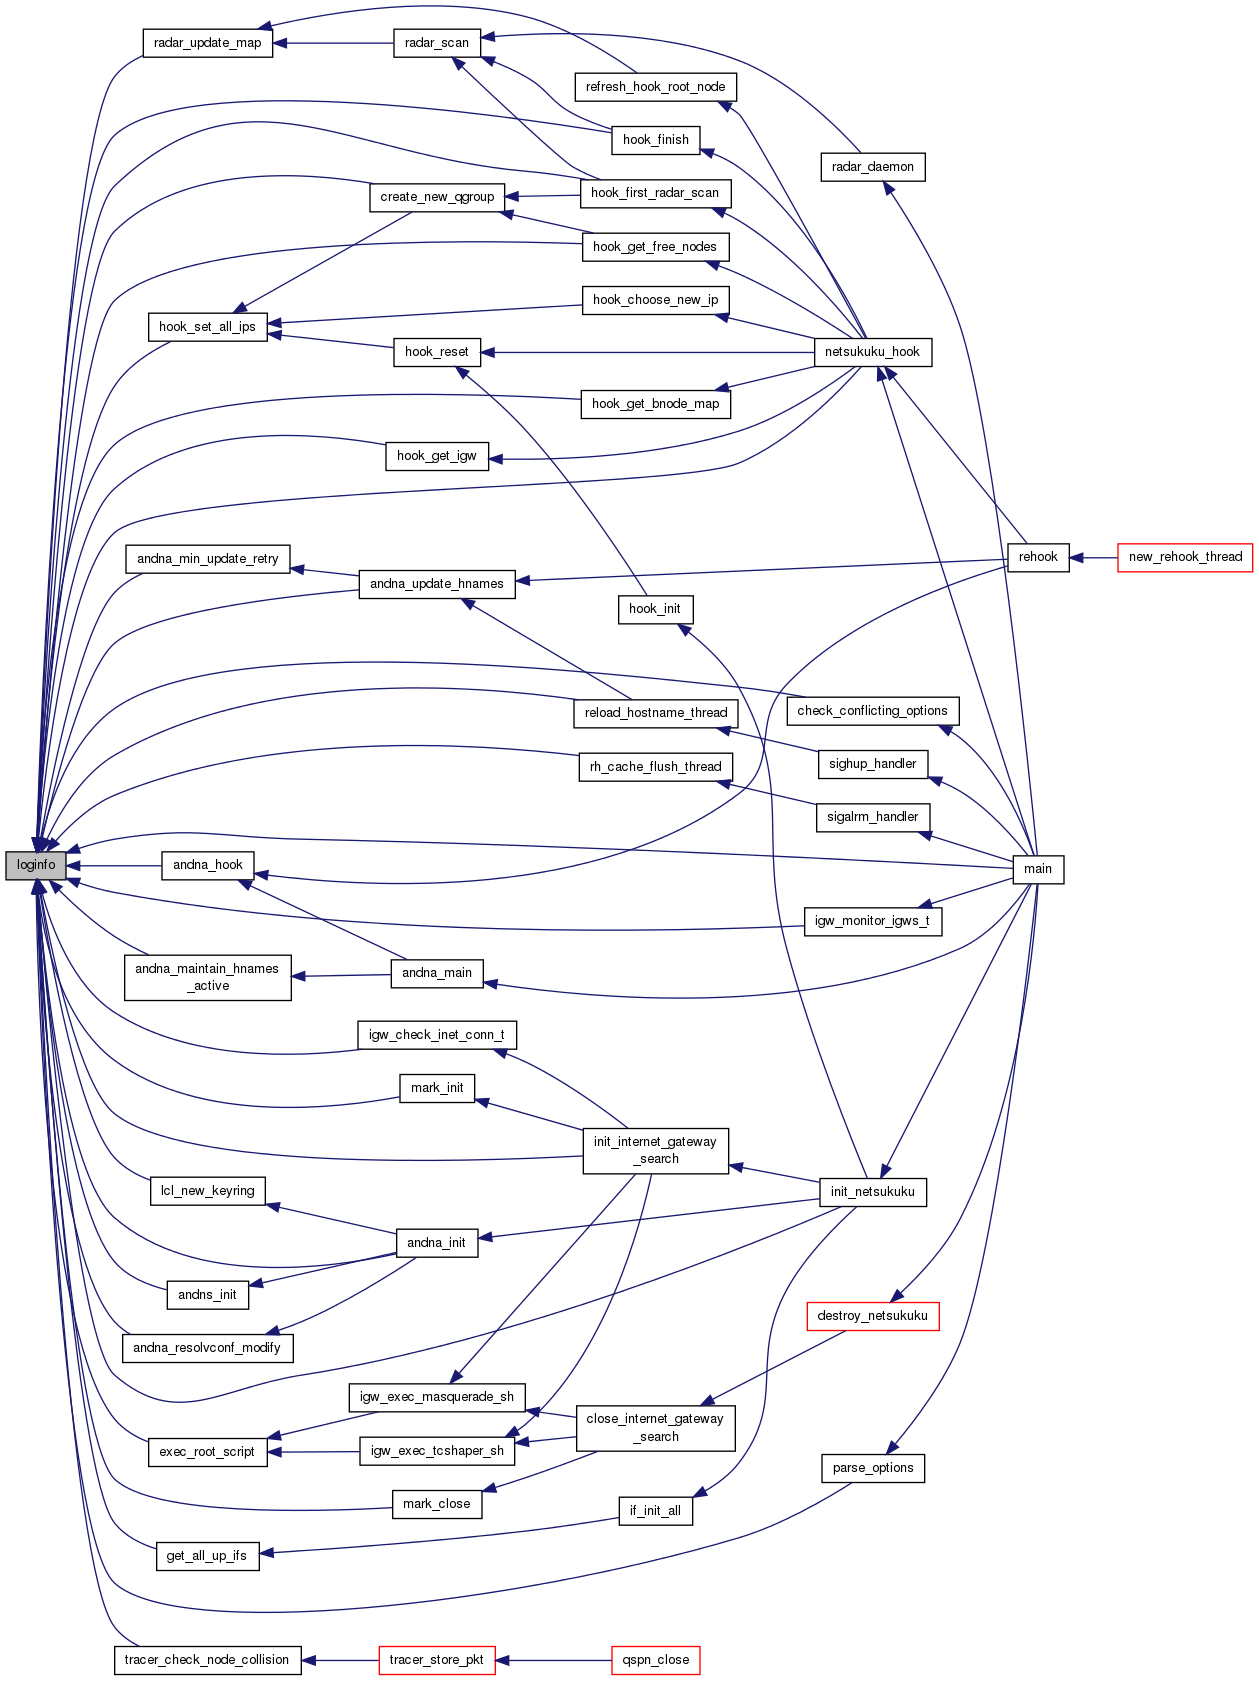 radar_update_map
radar_scan
refresh_hook_root_node
hook_finish
radar_daemon
create_new_qgroup
hook_first_radar_scan
hook_get_free_nodes
hook_choose_new_ip
hook_set_all_ips
hook_reset
netsukuku_hook
hook_get_bnode_map
hook_get_igw
andna_min_update_retry
andna_update_hnames
rehook
new_rehook_thread
hook_init
reload_hostname_thread
check_conflicting_options
rh_cache_flush_thread
sighup_handler
sigalrm_handler
loginfo
andna_hook
main
igw_monitor_igws_t
andna_maintain_hnames
_active
andna_main
igw_check_inet_conn_t
mark_init
init_internet_gateway
_search
lcl_new_keyring
init_netsukuku
andna_init
andns_init
destroy_netsukuku
andna_resolvconf_modify
igw_exec_masquerade_sh
close_internet_gateway
_search
exec_root_script
igw_exec_tcshaper_sh
parse_options
mark_close
if_init_all
get_all_up_ifs
tracer_check_node_collision
tracer_store_pkt
qspn_close